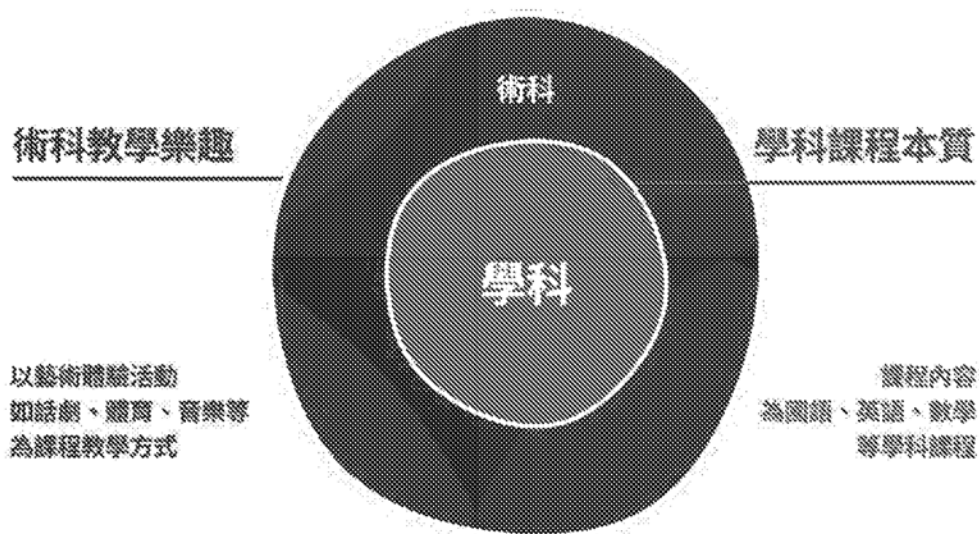 術科
術科教學樂趣
學科課程本質
學科
以藝術體驗活動
如話劇、體育、音樂等
為課程教學方式
課程內容
為國語、英語、數學
等學科課程